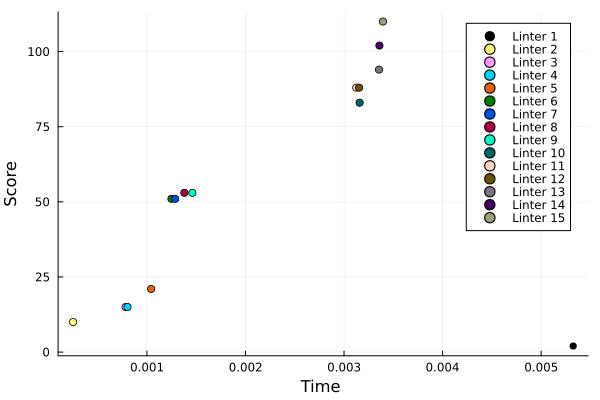 100
75
50
25
0
Score
0.001 0.002 0.003 0.004 0.005
Time
Linter 1
Linter 2
Linter 3
Linter 4
Linter 5
Linter 6
Linter 7
Linter 8
Linter 9
Linter 10
Linter 11
Linter 12
Linter 13
Linter 14
Linter 15